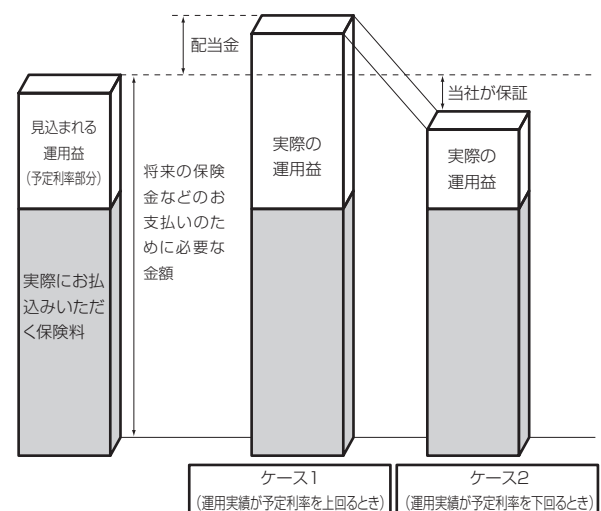 配当金
当社が保証
見込まれる
運用益
(予定利率部分)
将来の保険
金などのお
支払いのた
めに必要な
金額
実際の
運用益
実際の
運用益
実際にお払
込みいただ
く保険料
ケース1
(運用実績が予定利率を上回るとき)
ケース2
(運用実績が予定利率を下回るとき)